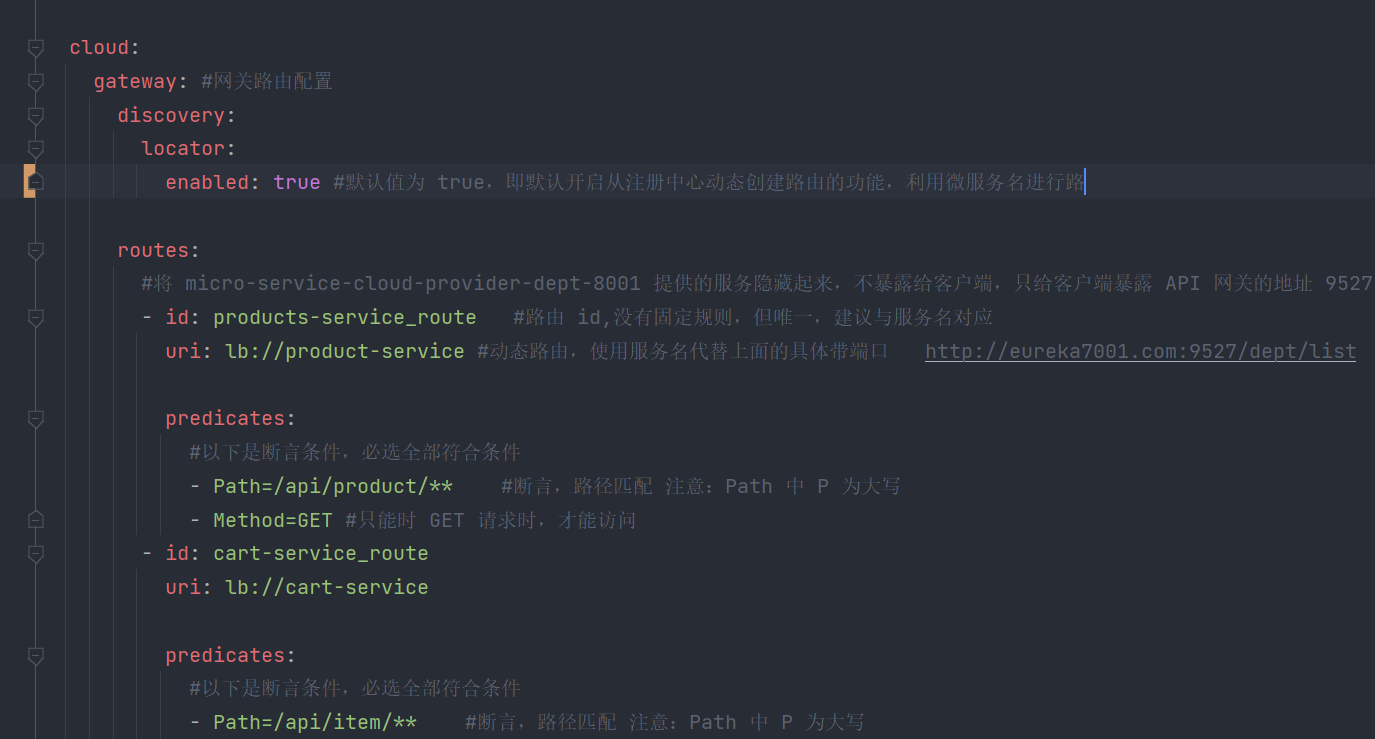 cloud:
gateway: #网关路由配置
discovery:
locator:
enabled: true #默认值为 true，即默认开启从注册中心动态创建路由的功能，利用微服务名进行路
routes:
#将 micro-service-cloud-provider-dept-8001 提供的服务隐藏起来，不暴露给客户端，只给客户端暴露 API 网关的地址 9527
- id: products-service_route #路由 id,没有固定规则，但唯一，建议与服务名对应
uri: lb://product-service #动态路由，使用服务名代替上面的具体带端口 http://eureka7001.com:9527/dept/list
predicates:
#以下是断言条件，必选全部符合条件
- Path=/api/product/** #断言，路径匹配 注意：Path 中 P 为大写
- Method=GET #只能时 GET 请求时，才能访问
- id: cart-service_route
uri: lb://cart-service
predicates:
#以下是断言条件，必选全部符合条件
- Path=/api/item/** #断言，路径匹配 注意：Path 中 P 为大写